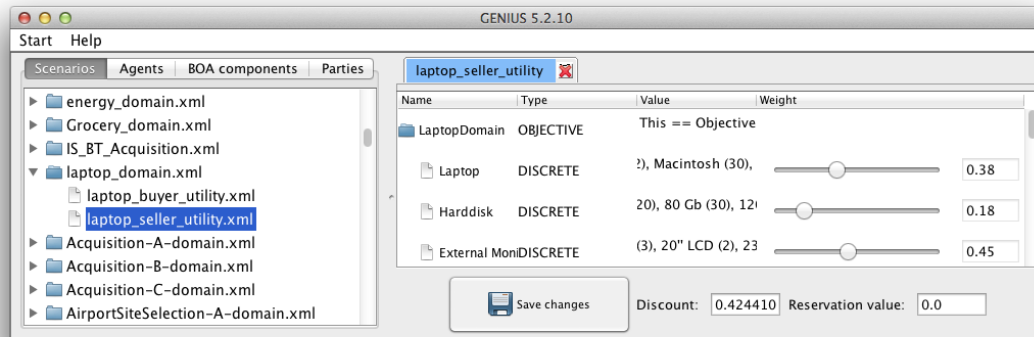 GENIUS 5.2.10
Start Help
Scenarios Agents BOA components Parties
energy_domain.xml
Grocery_domain.xml
IS_BT_Acquisition.xml
laptop_domain.xml
laptop_buyer_utility.xml
laptop_seller_utility.xml
Acquisition-A-domain.xml
Acquisition-B-domain.xml
Acquisition-C-domain.xml
AirportSiteSelection-A-domain.xml
laptop_seller_utility
Name Type Value Weight
LaptopDomain OBJECTIVE This == Objective
Laptop DISCRETE 2), Macintosh (30), 0.38
Harddisk DISCRETE 20), 80 Gb (30), 12( 0.18
External Moni DISCRETE (3), 20" LCD (2), 23 0.45
Save changes Discount: 0.424410 Reservation value: 0.0